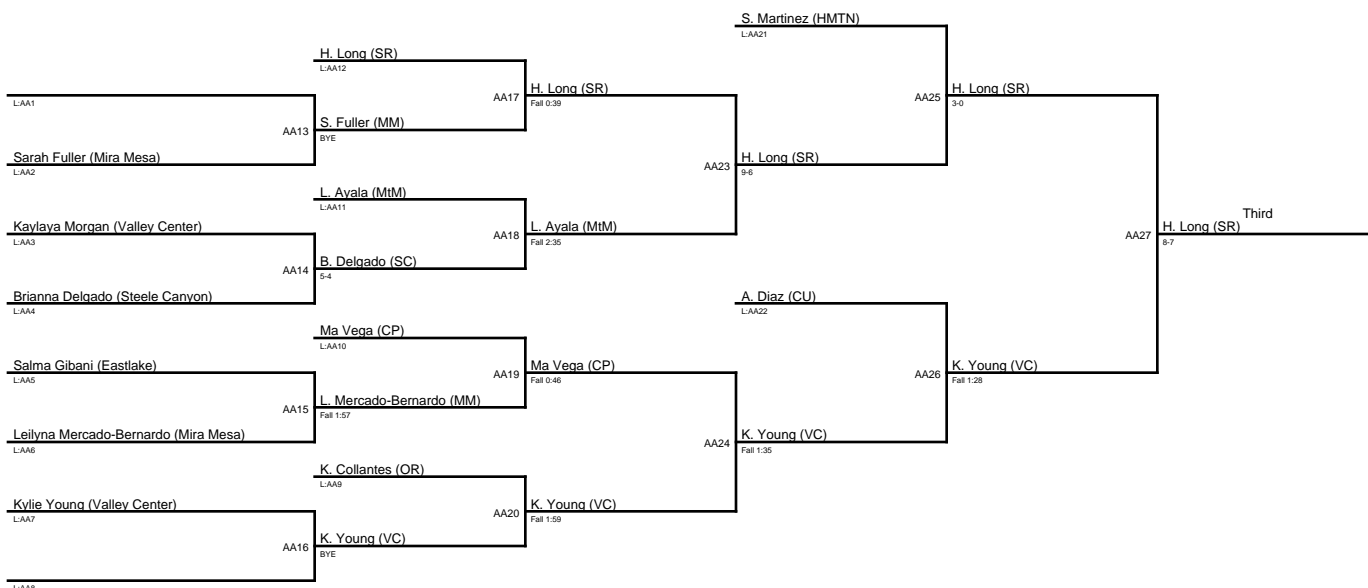 S. Martinez (HMTN)
L:AA21
H. Long (SR)
L:AA12
H. Long (SR)
Fall 0:39
AA17
H. Long (SR)
3-0
AA25
L:AA1
S. Fuller (MM)
BYE
AA13
Sarah Fuller (Mira Mesa)
L:AA2
H. Long (SR)
9-6
AA23
L. Ayala (MtM)
L:AA11
Third
Kaylaya Morgan (Valley Center)
L:AA3
L. Ayala (MtM)
Fall 2:35
AA18
H. Long (SR)
8-7
AA27
B. Delgado (SC)
5-4
AA14
Brianna Delgado (Steele Canyon)
L:AA4
A. Diaz (CU)
L:AA22
Ma Vega (CP)
L:AA10
Salma Gibani (Eastlake)
L:AA5
Ma Vega (CP)
Fall 0:46
AA19
K. Young (VC)
Fall 1:28
AA26
L. Mercado-Bernardo (MM)
Fall 1:57
AA15
Leilyna Mercado-Bernardo (Mira Mesa)
L:AA6
K. Young (VC)
Fall 1:35
AA24
K. Collantes (OR)
L:AA9
Kylie Young (Valley Center)
L:AA7
K. Young (VC)
Fall 1:59
AA20
K. Young (VC)
BYE
AA16
L:AA8